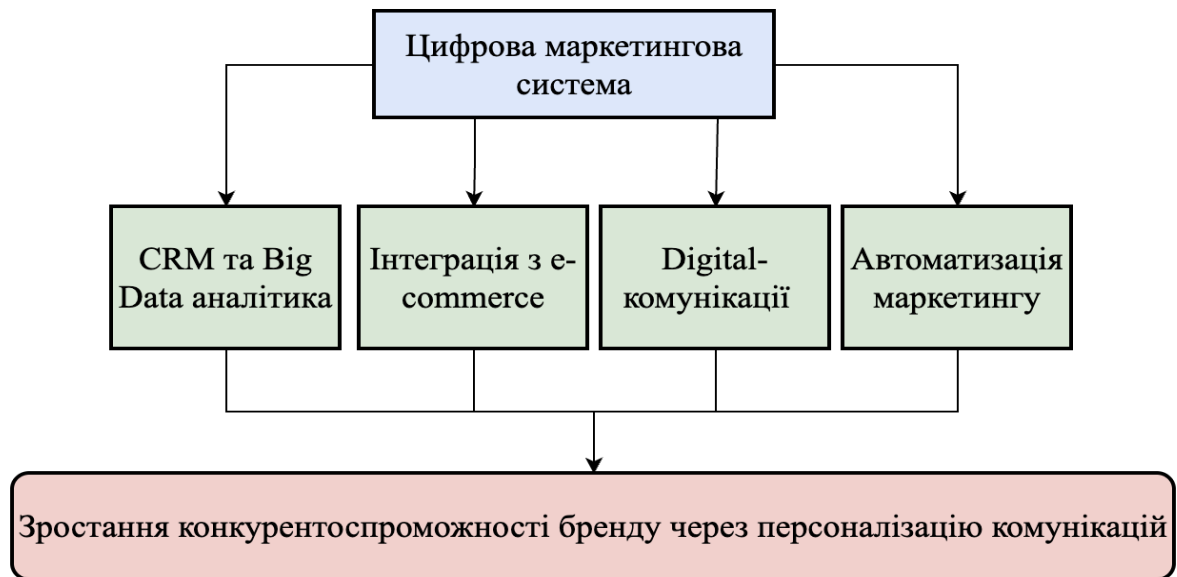 Цифрова маркетингова
система
CRM та Big
Data аналітика
Інтеграція з e-
commerce
Digital-
комунікації
Автоматизація
маркетингу
Зростання конкурентоспроможності бренду через персоналізацію комунікацій